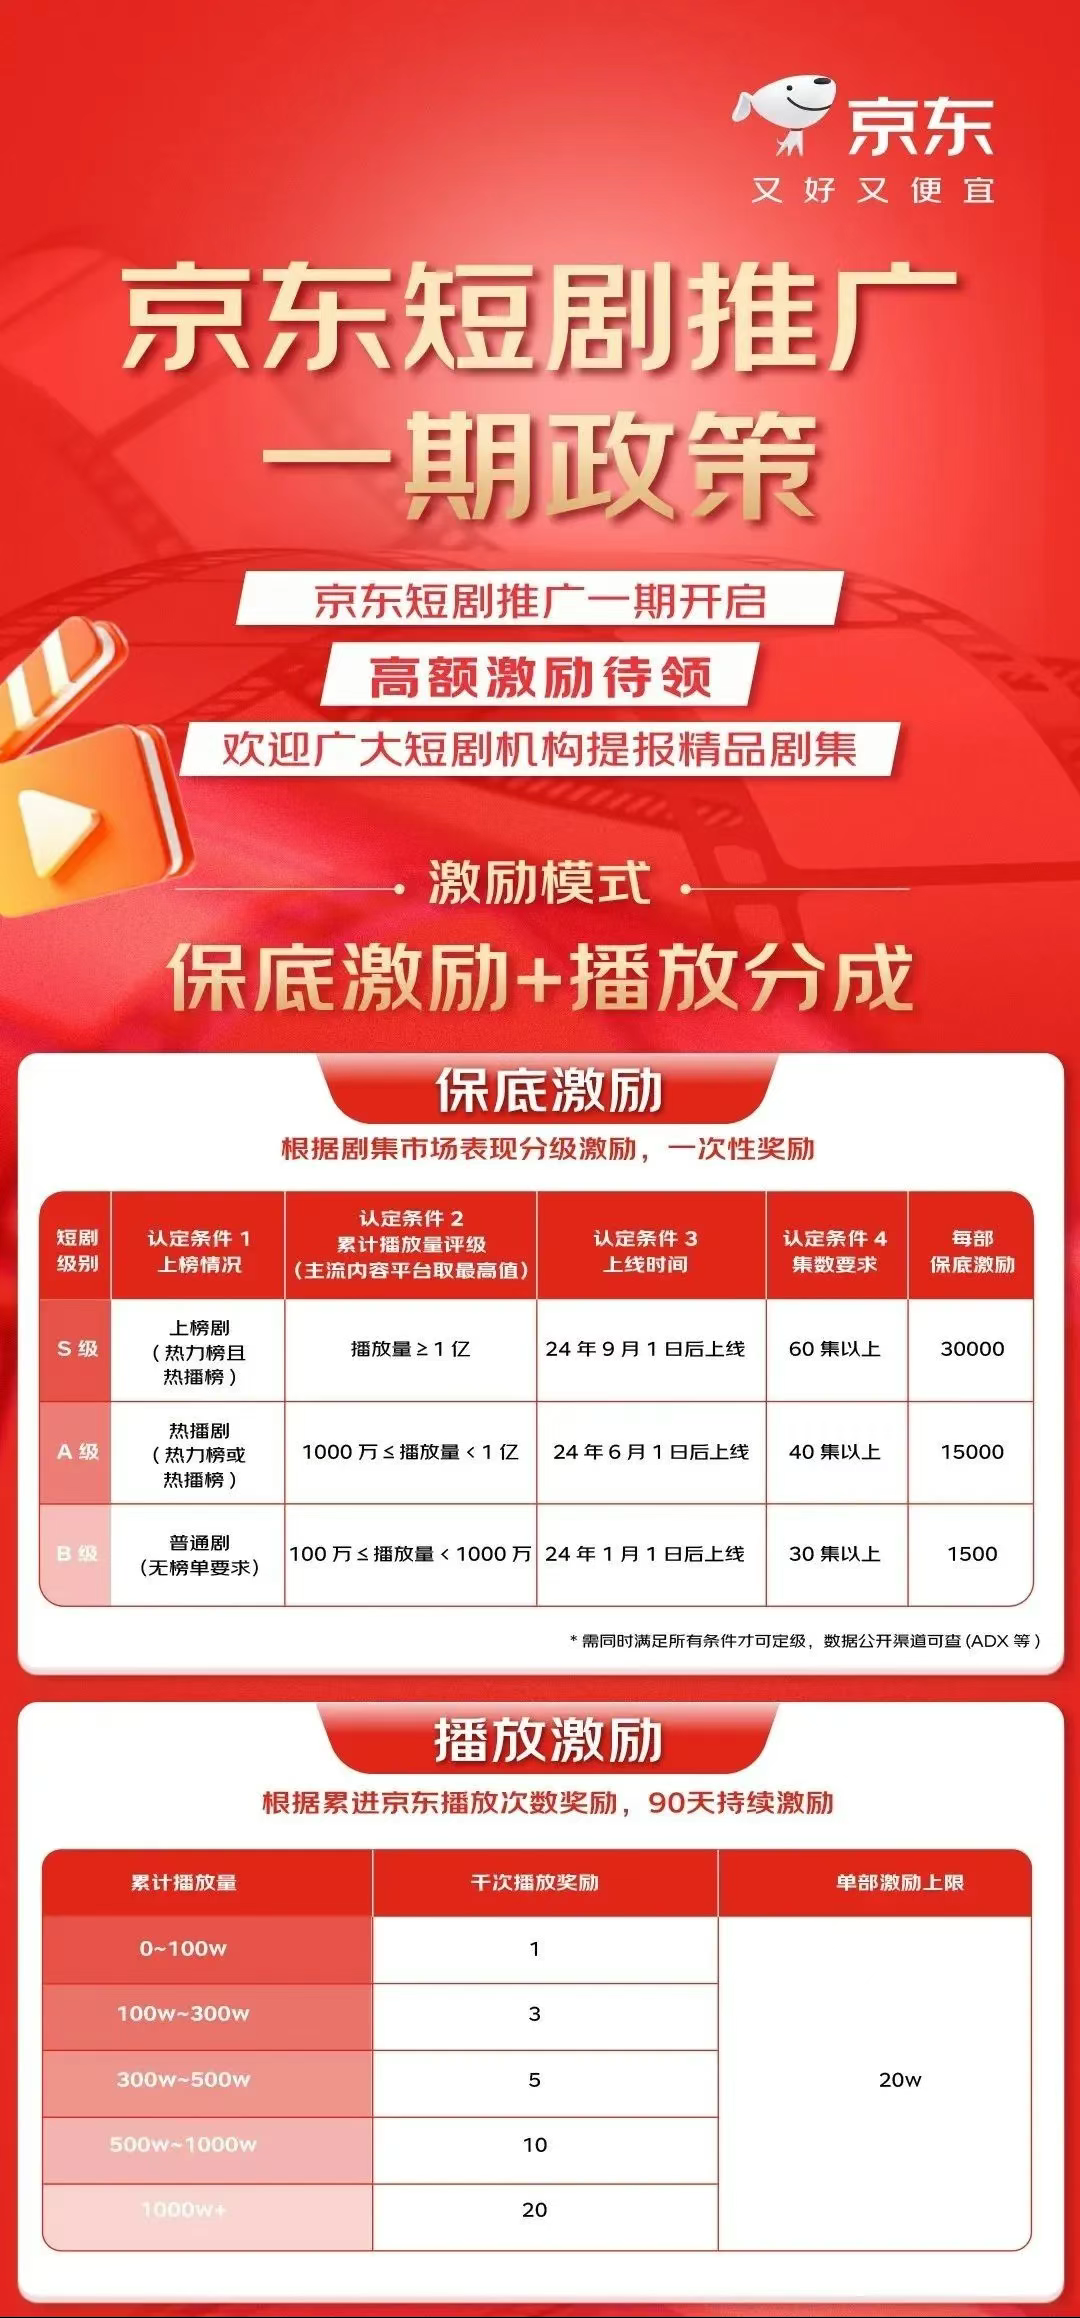 京东
又好又便宜
京东短剧推广
一期政策
京东短剧推广一期开启
高额激励待领
欢迎广大短剧机构提报精品剧集
激励模式
保底激励+播放分成
保底激励
根据剧集市场表现分级激励，一次性奖励
短剧
级别
认定条件 1
上榜情况
认定条件 2
累计播放量评级
（主流内容平台取最高值）
认定条件 3
上线时间
认定条件 4
集数要求
每部
保底激励
S 级
上榜剧
（热力榜且
热播榜）
播放量 ≥ 1 亿
24 年 9 月 1 日后上线
60 集以上
30000
A 级
热播剧
（热力榜或
热播榜）
1000 万 ≤ 播放量 < 1 亿
24 年 6 月 1 日后上线
40 集以上
15000
B 级
普通剧
（无榜单要求）
100 万 ≤ 播放量 < 1000 万
24 年 1 月 1 日后上线
30 集以上
1500
* 需同时满足所有条件才可定级，数据公开渠道可查 (ADX 等 )
播放激励
根据累进京东播放次数奖励，90天持续激励
累计播放量
千次播放奖励
单部激励上限
0~100w
1
100w~300w
3
300w~500w
5
20w
500w~1000w
10
1000w+
20